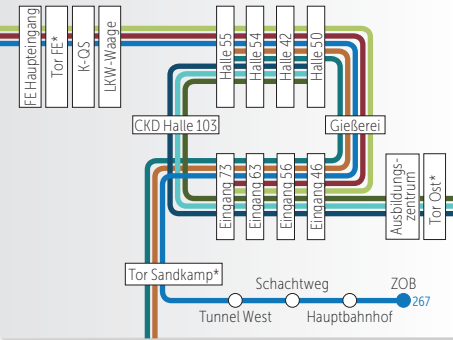 FE Haupteingang
Tor FE*
K-QS
LKW-Waage
Halle 55
Halle 54
Halle 42
Halle 50
CKD Halle 103
Gießerei
Eingang 73
Eingang 63
Eingang 56
Eingang 46
Ausbildungs-
zentrum
Tor Ost*
Tor Sandkamp*
Schachtweg
ZOB
267
Tunnel West
Hauptbahnhof